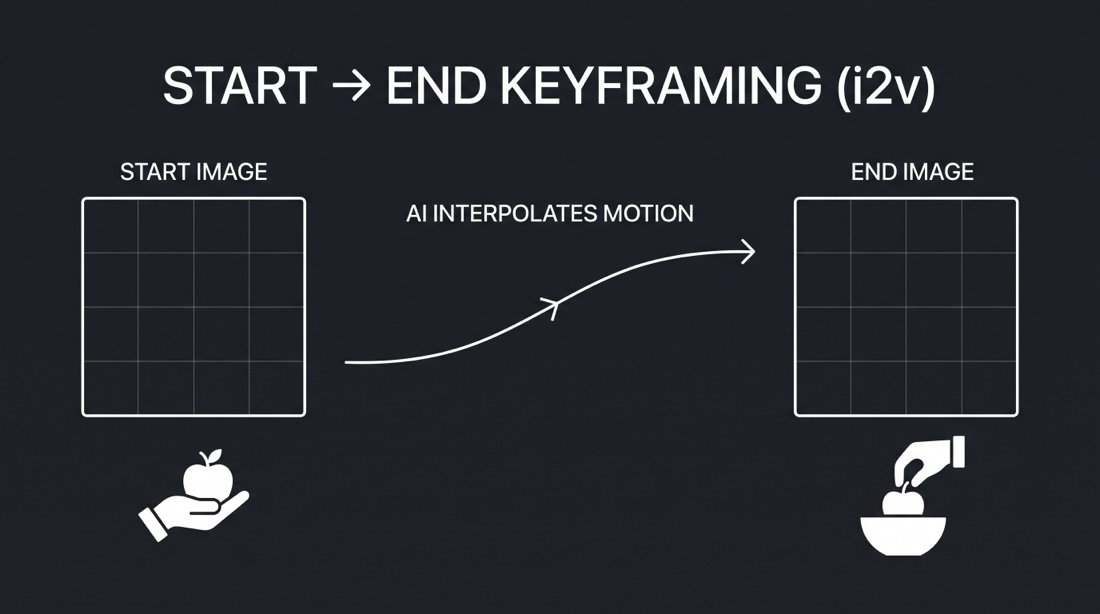 START → END KEYFRAMING (i2v)
START IMAGE
END IMAGE
AI INTERPOLATES MOTION